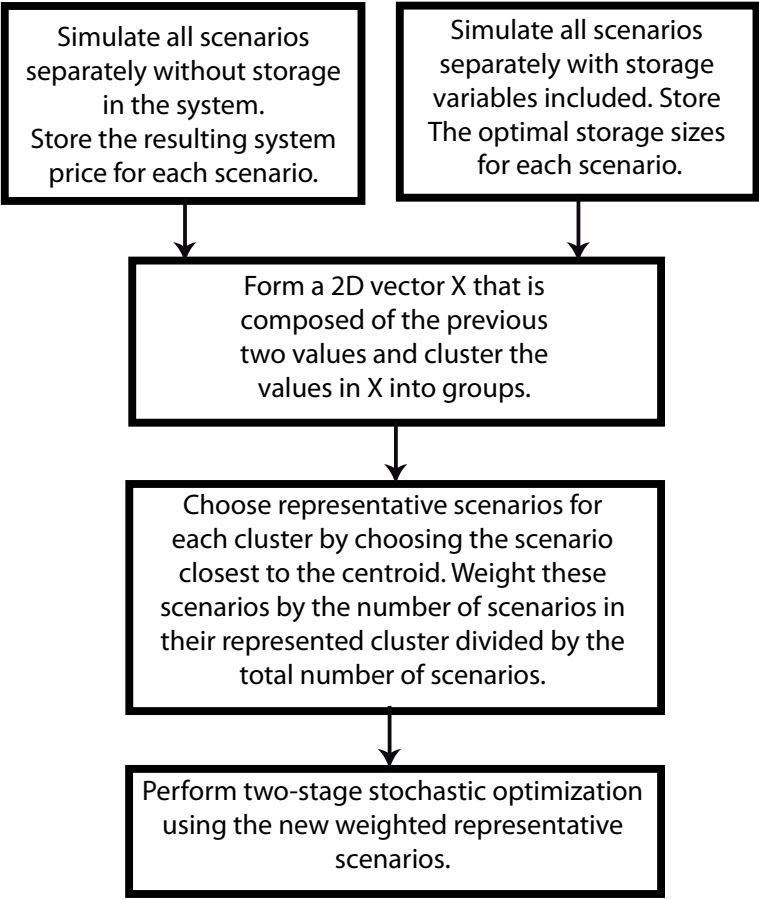 Simulate all scenarios
separately without storage
in the system.
Store the resulting system
price for each scenario.
Simulate all scenarios
separately with storage
variables included. Store
The optimal storage sizes
for each scenario.
Form a 2D vector X that is
composed of the previous
two values and cluster the
values in X into groups.
Choose representative scenarios for
each cluster by choosing the scenario
closest to the centroid. Weight these
scenarios by the number of scenarios in
their represented cluster divided by the
total number of scenarios.
Perform two-stage stochastic optimization
using the new weighted representative
scenarios.